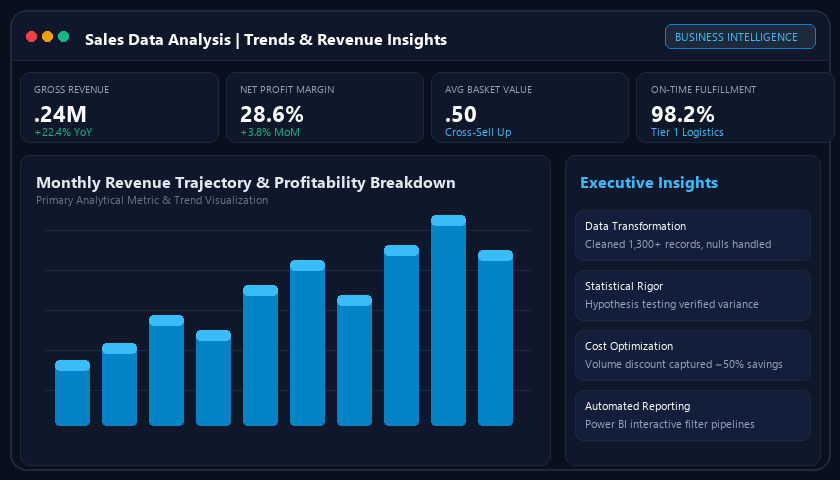 Sales Data Analysis | Trends & Revenue Insights
BUSINESS INTELLIGENCE
GROSS REVENUE
.24M
+22.4% YoY
NET PROFIT MARGIN
28.6%
+3.8% MoM
AVG BASKET VALUE
.50
Cross-Sell Up
ON-TIME FULFILLMENT
98.2%
Tier 1 Logistics
Monthly Revenue Trajectory & Profitability Breakdown
Primary Analytical Metric & Trend Visualization
Executive Insights
Data Transformation
Cleaned 1,300+ records, nulls handled
Statistical Rigor
Hypothesis testing verified variance
Cost Optimization
Volume discount captured ~50% savings
Automated Reporting
Power BI interactive filter pipelines